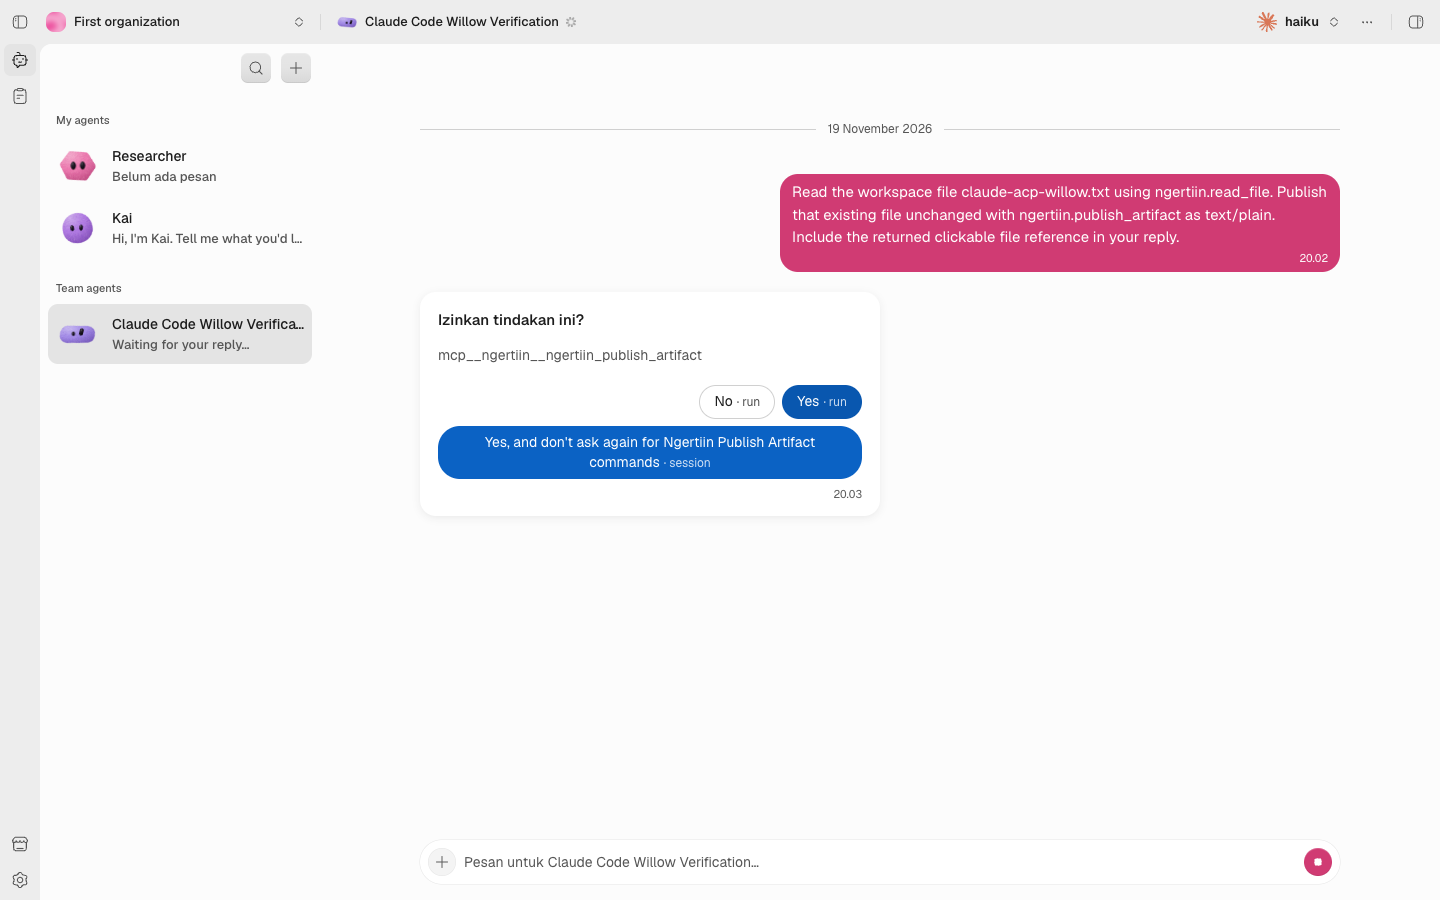 First organization
Claude Code Willow Verification
haiku
My agents
Researcher
Belum ada pesan
Kai
Hi, I'm Kai. Tell me what you'd l...
Team agents
Claude Code Willow Verifica...
Waiting for your reply...
19 November 2026
Read the workspace file claude-acp-willow.txt using ngertiin.read_file. Publish
that existing file unchanged with ngertiin.publish_artifact as text/plain.
Include the returned clickable file reference in your reply.
20.02
Izinkan tindakan ini?
mcp__ngertiin__ngertiin_publish_artifact
No · run
Yes · run
Yes, and don't ask again for Ngertiin Publish Artifact
commands · session
20.03
Pesan untuk Claude Code Willow Verification...